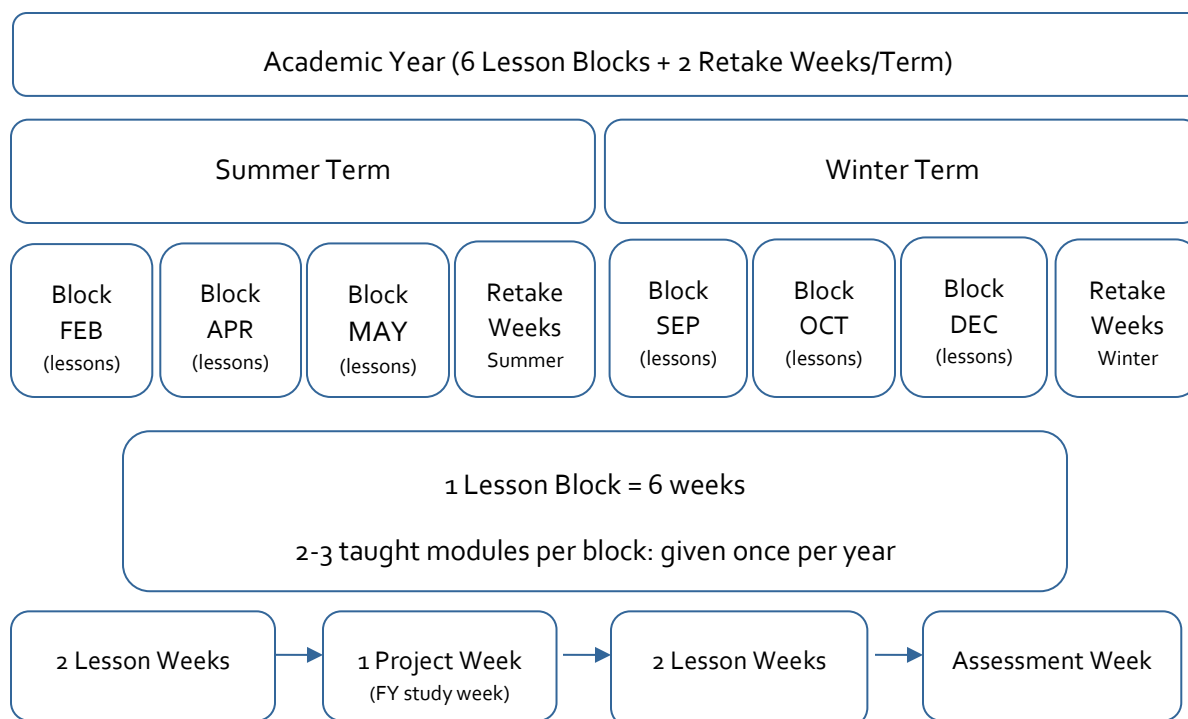 Academic Year (6 Lesson Blocks + 2 Retake Weeks/Term)
Summer Term
Winter Term
Block
FEB
(lessons)
Block
APR
(lessons)
Block
MAY
(lessons)
Retake
Weeks
Summer
Block
SEP
(lessons)
Block
OCT
(lessons)
Block
DEC
(lessons)
Retake
Weeks
Winter
1 Lesson Block = 6 weeks
2-3 taught modules per block: given once per year
2 Lesson Weeks
1 Project Week
(FY study week)
2 Lesson Weeks
Assessment Week